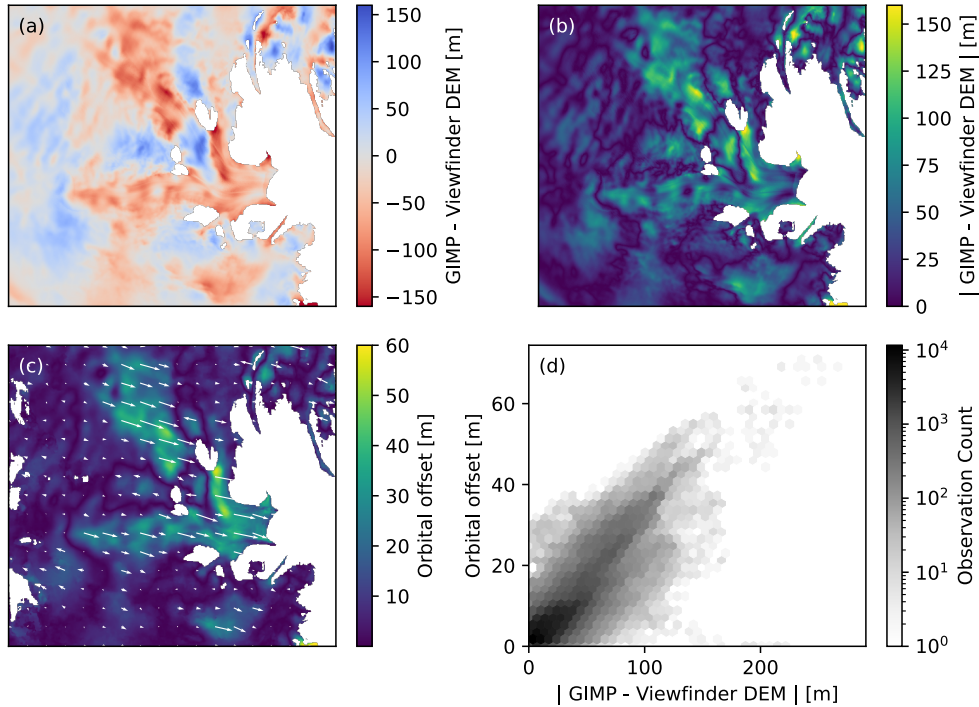 (a)
150
100
50
0
−50
−100
−150
GIMP - Viewfinder DEM [m]
(b)
150
125
100
75
50
25
0
| GIMP - Viewfinder DEM | [m]
(c)
60
50
40
30
20
10
Orbital offset [m]
(d)
60
40
20
0
Orbital offset [m]
0 100 200
| GIMP - Viewfinder DEM | [m]
10⁴
10³
10²
10¹
10⁰
Observation Count